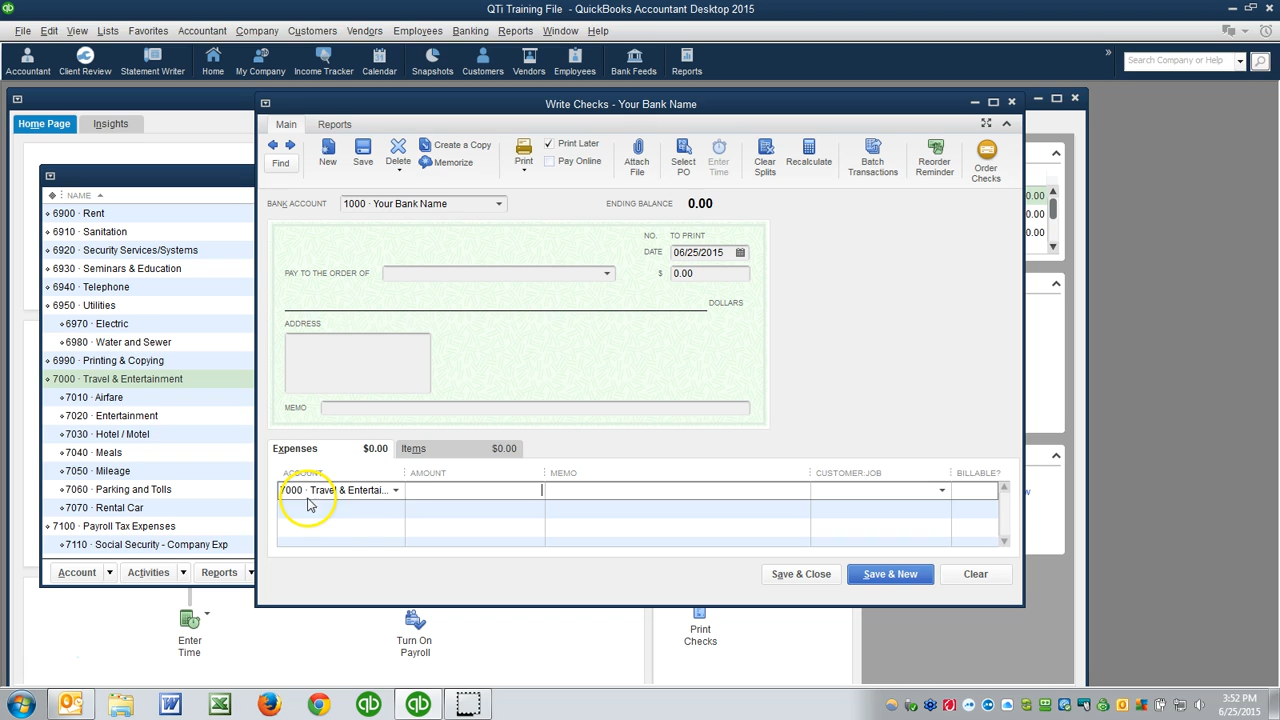 QTi Training File - QuickBooks Accountant Desktop 2015
File Edit View Lists Favorites Accountant Company Customers Vendors Employees Banking Reports Window Help
Accountant Client Review Statement Writer Home My Company Income Tracker Calendar Snapshots Customers Vendors Employees Bank Feeds Reports
Search Company or Help
Home Page Insights
Write Checks - Your Bank Name
Main Reports
Find New Save Delete Create a Copy Memorize Print Print Later Pay Online Attach File Select PO Enter Time Clear Splits Recalculate Batch Transactions Reorder Reminder Order Checks
BANK ACCOUNT 1000 · Your Bank Name ENDING BALANCE 0.00
NO. TO PRINT
DATE 06/25/2015
PAY TO THE ORDER OF $ 0.00
DOLLARS
ADDRESS
MEMO
Expenses $0.00 Items $0.00
ACCOUNT AMOUNT MEMO CUSTOMER:JOB BILLABLE?
7000 · Travel & Entertai...
Save & Close Save & New Clear
NAME
6900 · Rent
6910 · Sanitation
6920 · Security Services/Systems
6930 · Seminars & Education
6940 · Telephone
6950 · Utilities
6970 · Electric
6980 · Water and Sewer
6990 · Printing & Copying
7000 · Travel & Entertainment
7010 · Airfare
7020 · Entertainment
7030 · Hotel / Motel
7040 · Meals
7050 · Mileage
7060 · Parking and Tolls
7070 · Rental Car
7100 · Payroll Tax Expenses
7110 · Social Security - Company Exp
Account Activities Reports
0.00
0.00
0.00
Enter Time
Turn On Payroll
Print Checks
3:52 PM
6/25/2015